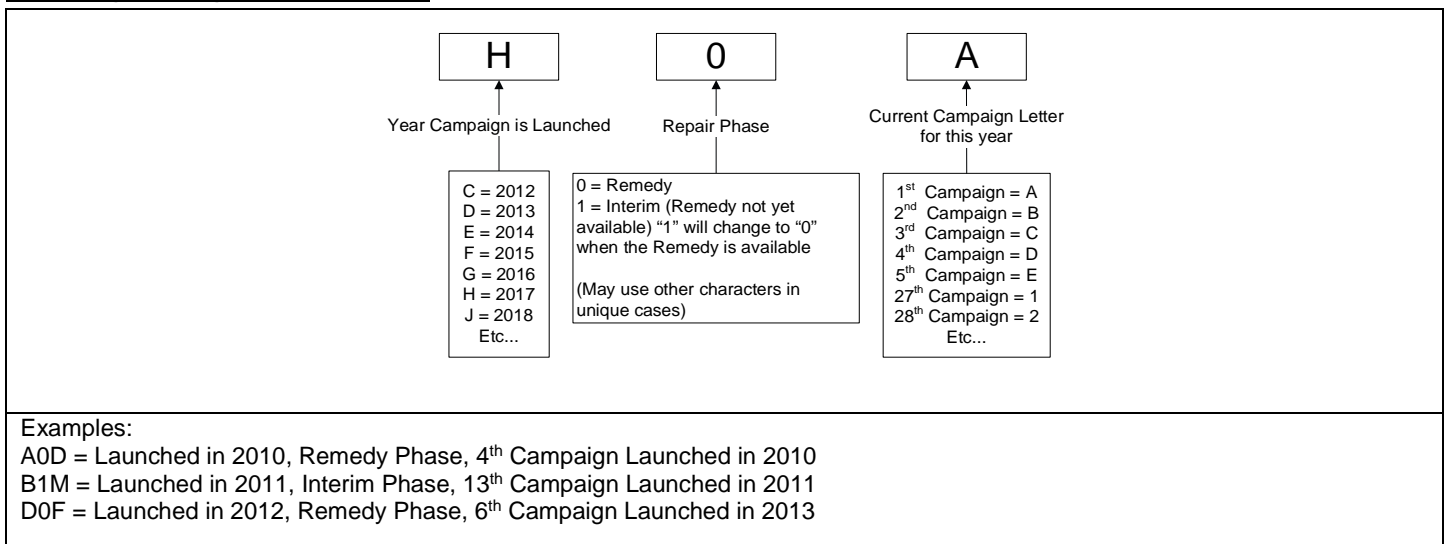 H 0 A
Year Campaign is Launched
Repair Phase
Current Campaign Letter
for this year
C = 2012
D = 2013
E = 2014
F = 2015
G = 2016
H = 2017
J = 2018
Etc...
0 = Remedy
1 = Interim (Remedy not yet
available) “1” will change to “0”
when the Remedy is available
(May use other characters in
unique cases)
1st Campaign = A
2nd Campaign = B
3rd Campaign = C
4th Campaign = D
5th Campaign = E
27th Campaign = 1
28th Campaign = 2
Etc...
Examples:
A0D = Launched in 2010, Remedy Phase, 4th Campaign Launched in 2010
B1M = Launched in 2011, Interim Phase, 13th Campaign Launched in 2011
D0F = Launched in 2012, Remedy Phase, 6th Campaign Launched in 2013